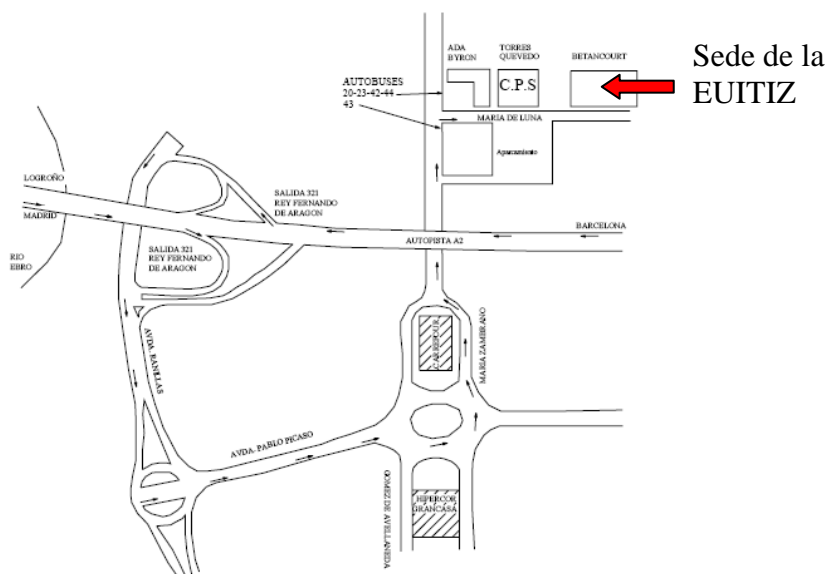 ADA
BYRON
TORRES
QUEVEDO
BETANCOURT
Sede de la
EUITIZ
AUTOBUSES
20-23-42-44
43
C.P.S
MARIA DE LUNA
Aparcamiento
LOGROÑO
MADRID
SALIDA 321
REY FERNANDO
DE ARAGON
BARCELONA
AUTOPISTA A2
RIO
EBRO
SALIDA 321
REY FERNANDO
DE ARAGON
AVDA. RANILLAS
CARREFOUR
MARIA ZAMBRANO
AVDA. PABLO PICASO
GOMEZ DE AVELLANEDA
HIPERCOR
GRANCASA